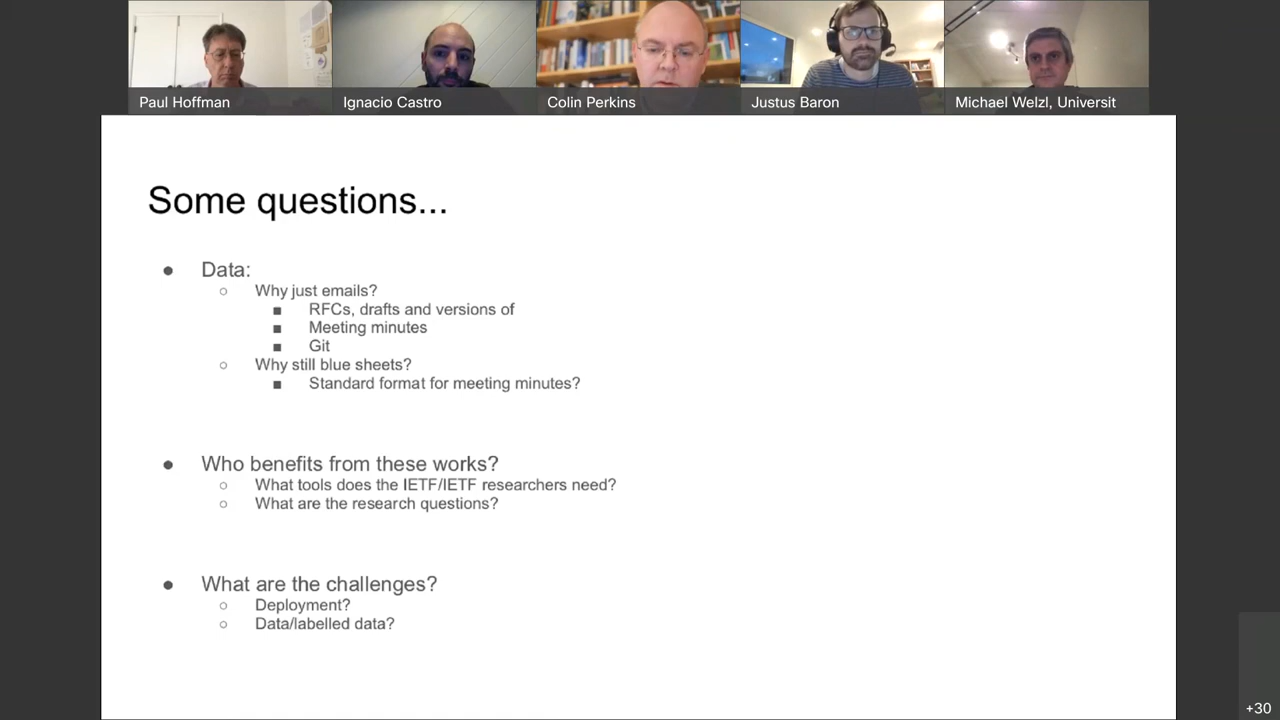 Paul Hoffman
Ignacio Castro
Colin Perkins
Justus Baron
Michael Welzl, Universit
Some questions...
● Data:
○ Why just emails?
■ RFCs, drafts and versions of
■ Meeting minutes
■ Git
○ Why still blue sheets?
■ Standard format for meeting minutes?
● Who benefits from these works?
○ What tools does the IETF/IETF researchers need?
○ What are the research questions?
● What are the challenges?
○ Deployment?
○ Data/labelled data?
+30